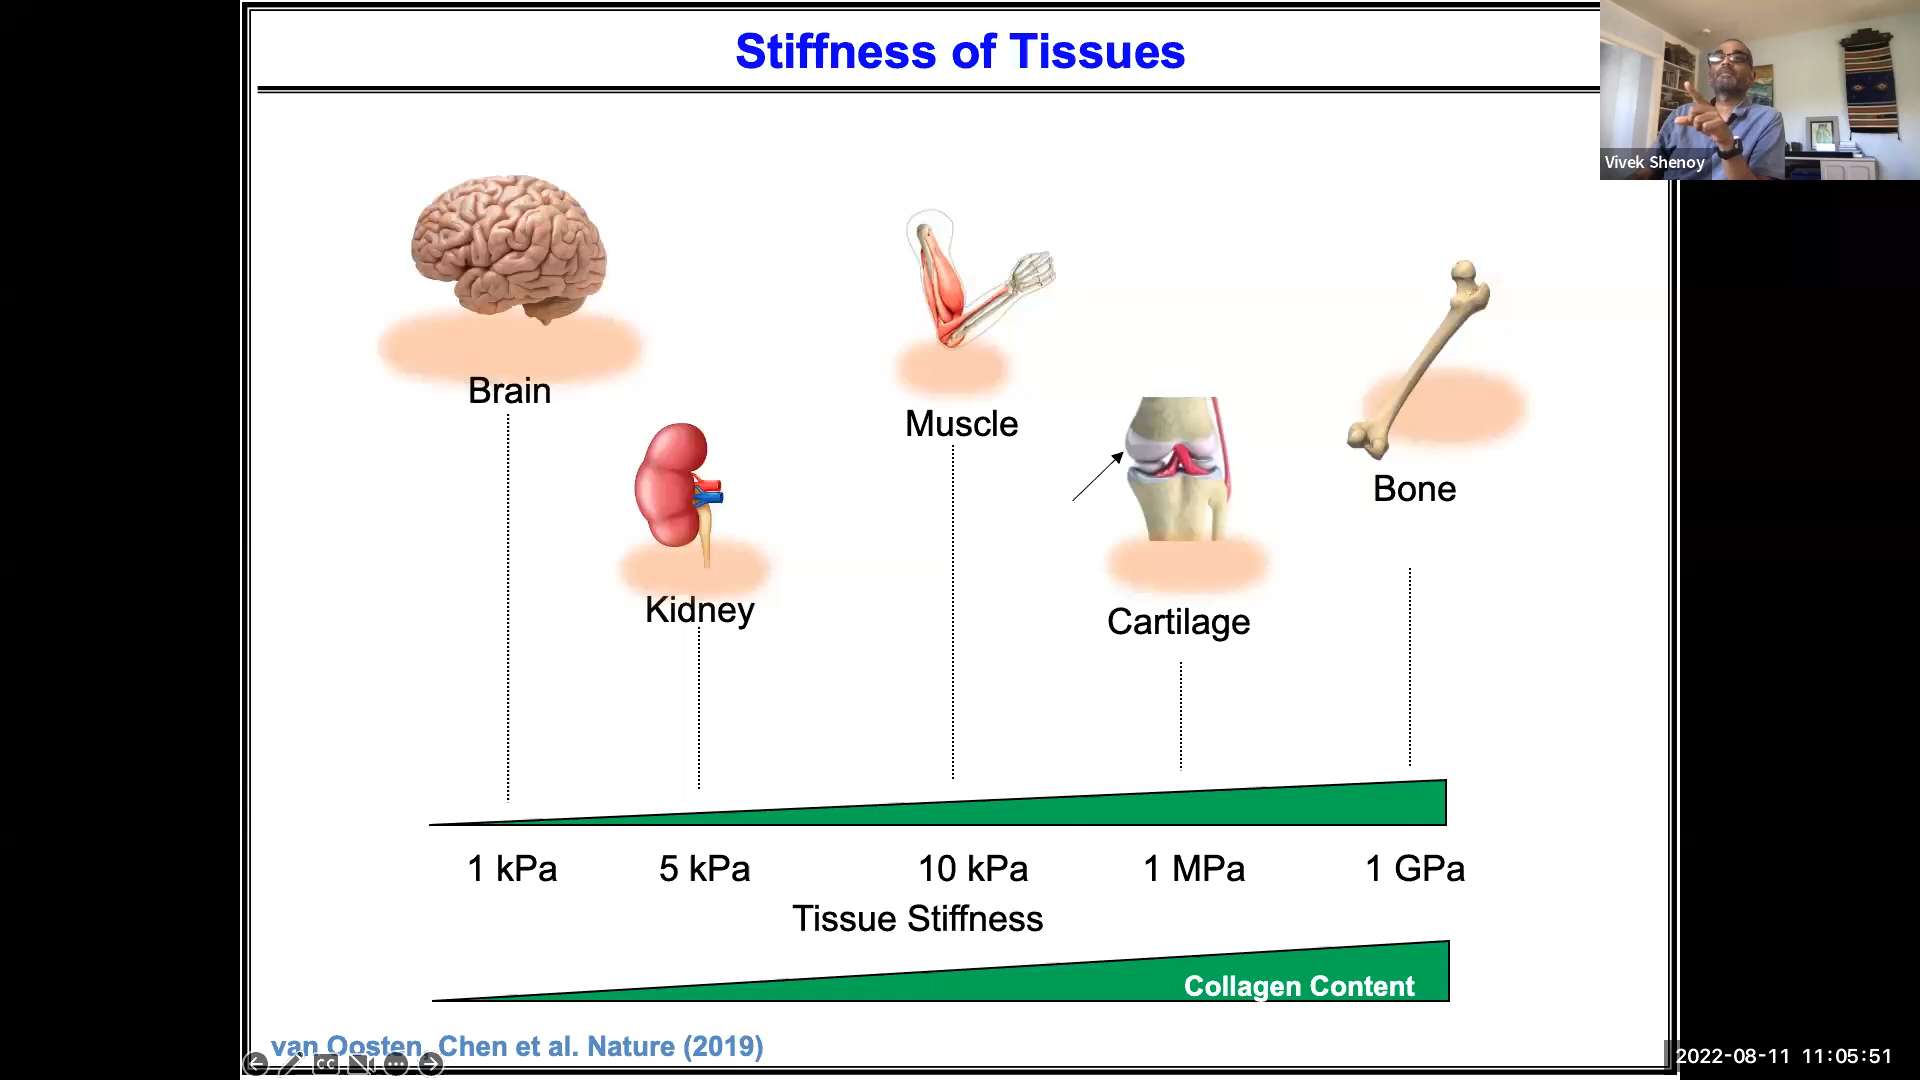 Stiffness of Tissues
Vivek Shenoy
Brain
Muscle
Kidney
Bone
Cartilage
1 kPa 5 kPa 10 kPa 1 MPa 1 GPa
Tissue Stiffness
Collagen Content
van Oosten, Chen et al. Nature (2019)
CC
2022-08-11 11:05:51